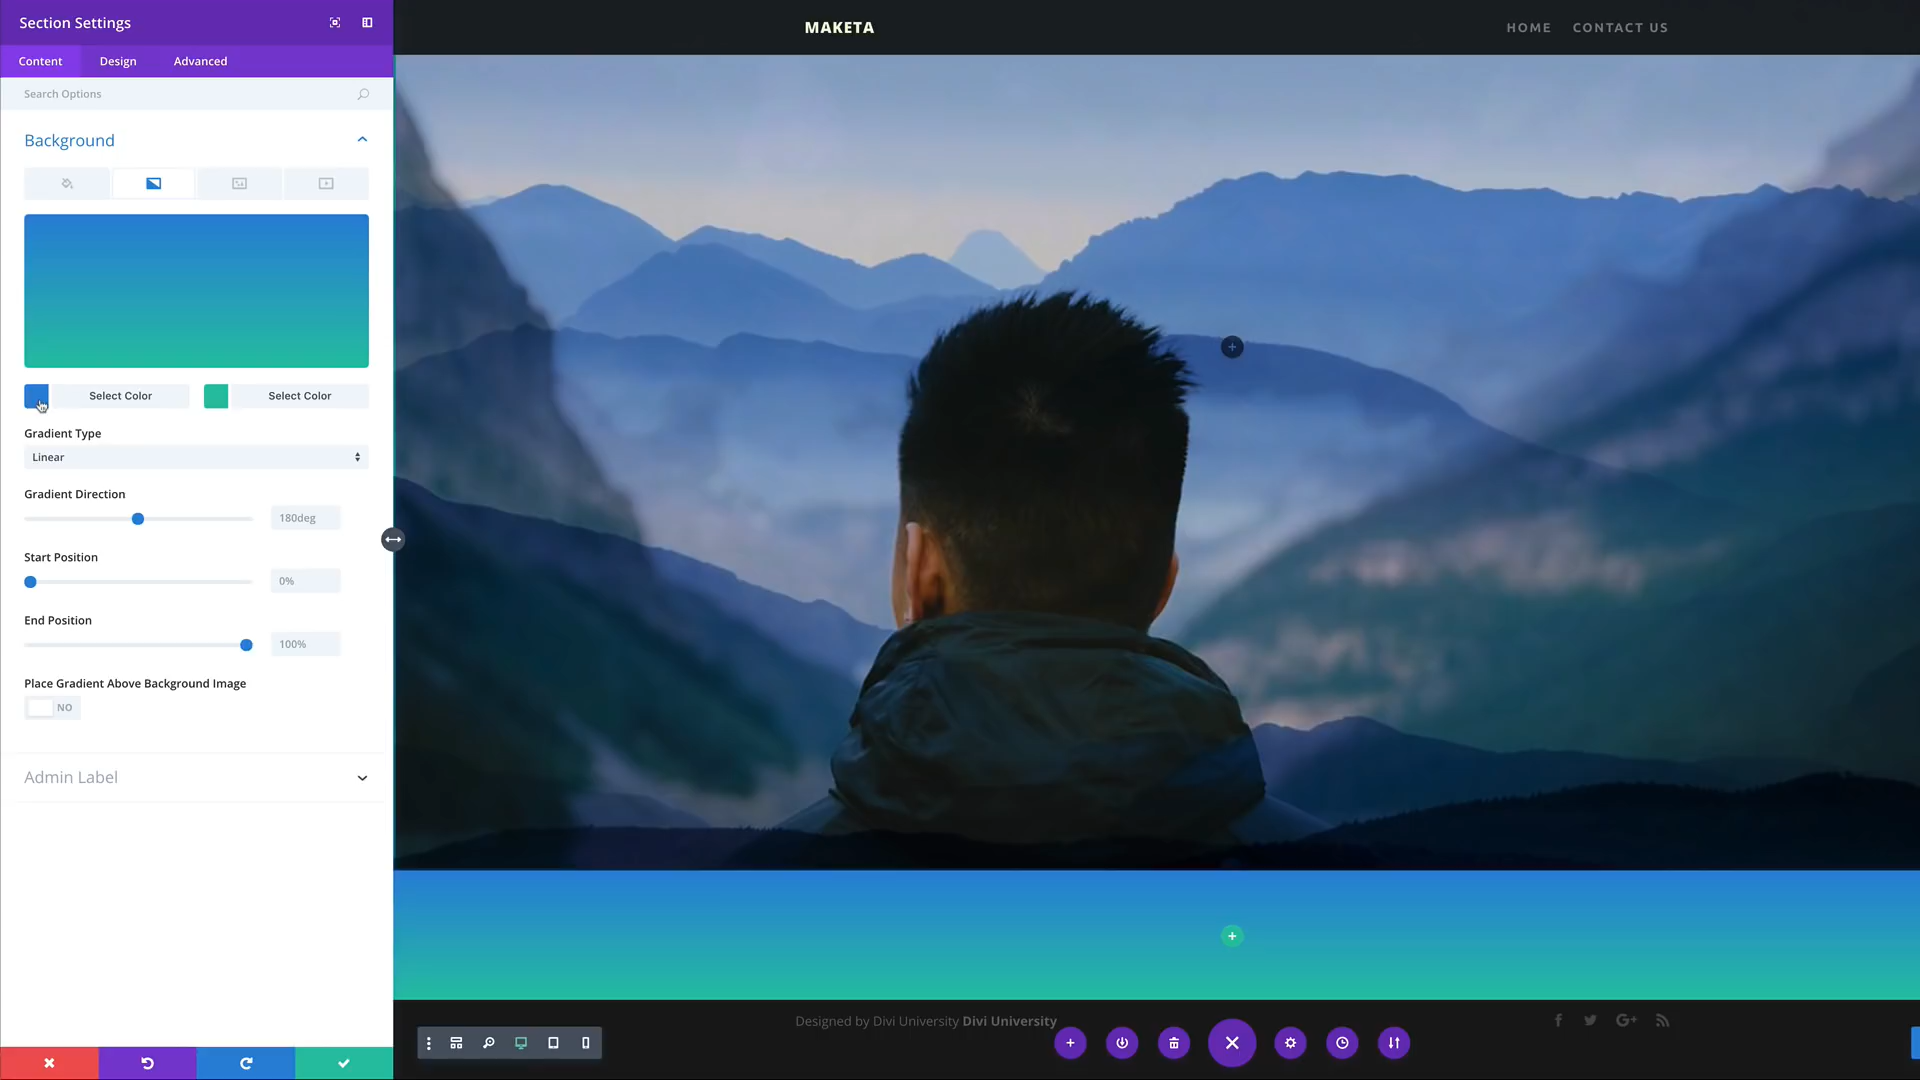 Section Settings
Content Design Advanced
Search Options
Background
Select Color Select Color
Gradient Type
Linear
Gradient Direction
180deg
Start Position
0%
End Position
100%
Place Gradient Above Background Image
NO
Admin Label
MAKETA
HOME CONTACT US
Designed by Divi University Divi University